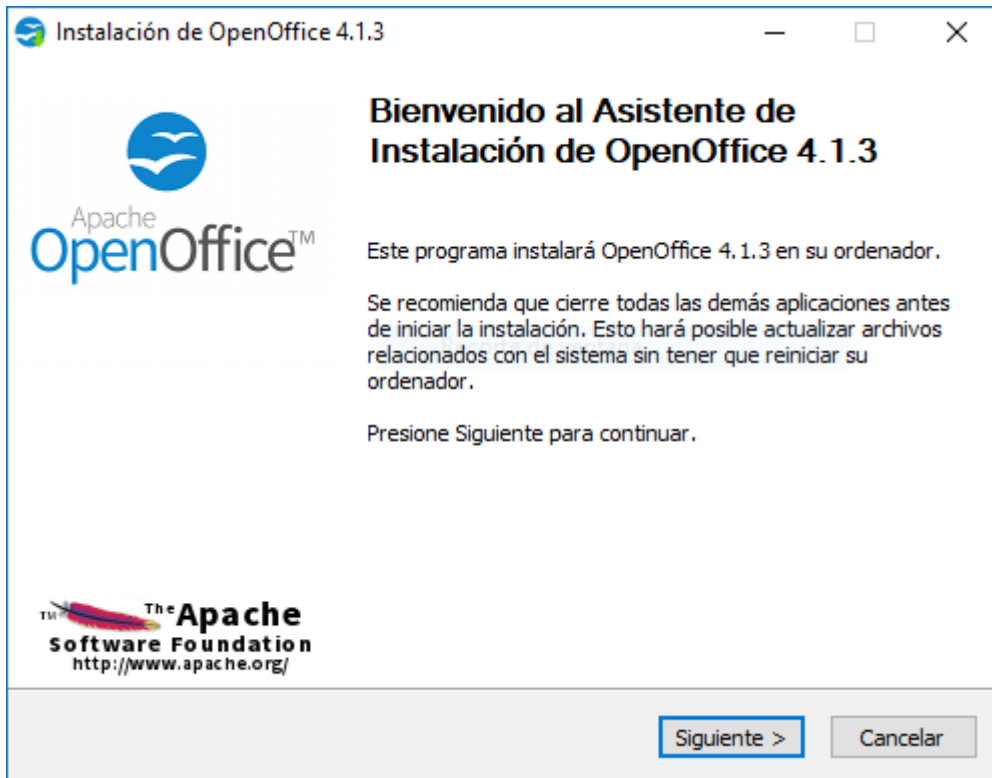 Instalación de OpenOffice 4.1.3
Bienvenido al Asistente de
Instalación de OpenOffice 4.1.3
Apache
OpenOffice™
Este programa instalará OpenOffice 4.1.3 en su ordenador.
Se recomienda que cierre todas las demás aplicaciones antes
de iniciar la instalación. Esto hará posible actualizar archivos
relacionados con el sistema sin tener que reiniciar su
ordenador.
Recorte de ventana
Presione Siguiente para continuar.
TM The Apache
Software Foundation
http://www.apache.org/
Siguiente >
Cancelar